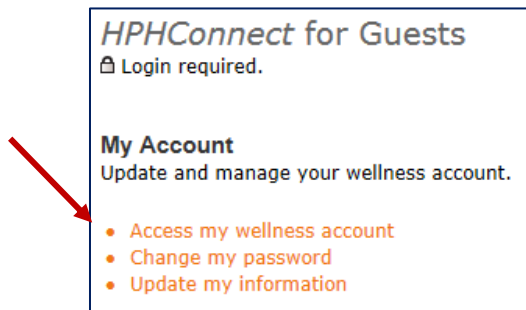 HPHConnect for Guests
Login required.
My Account
Update and manage your wellness account.
• Access my wellness account
• Change my password
• Update my information